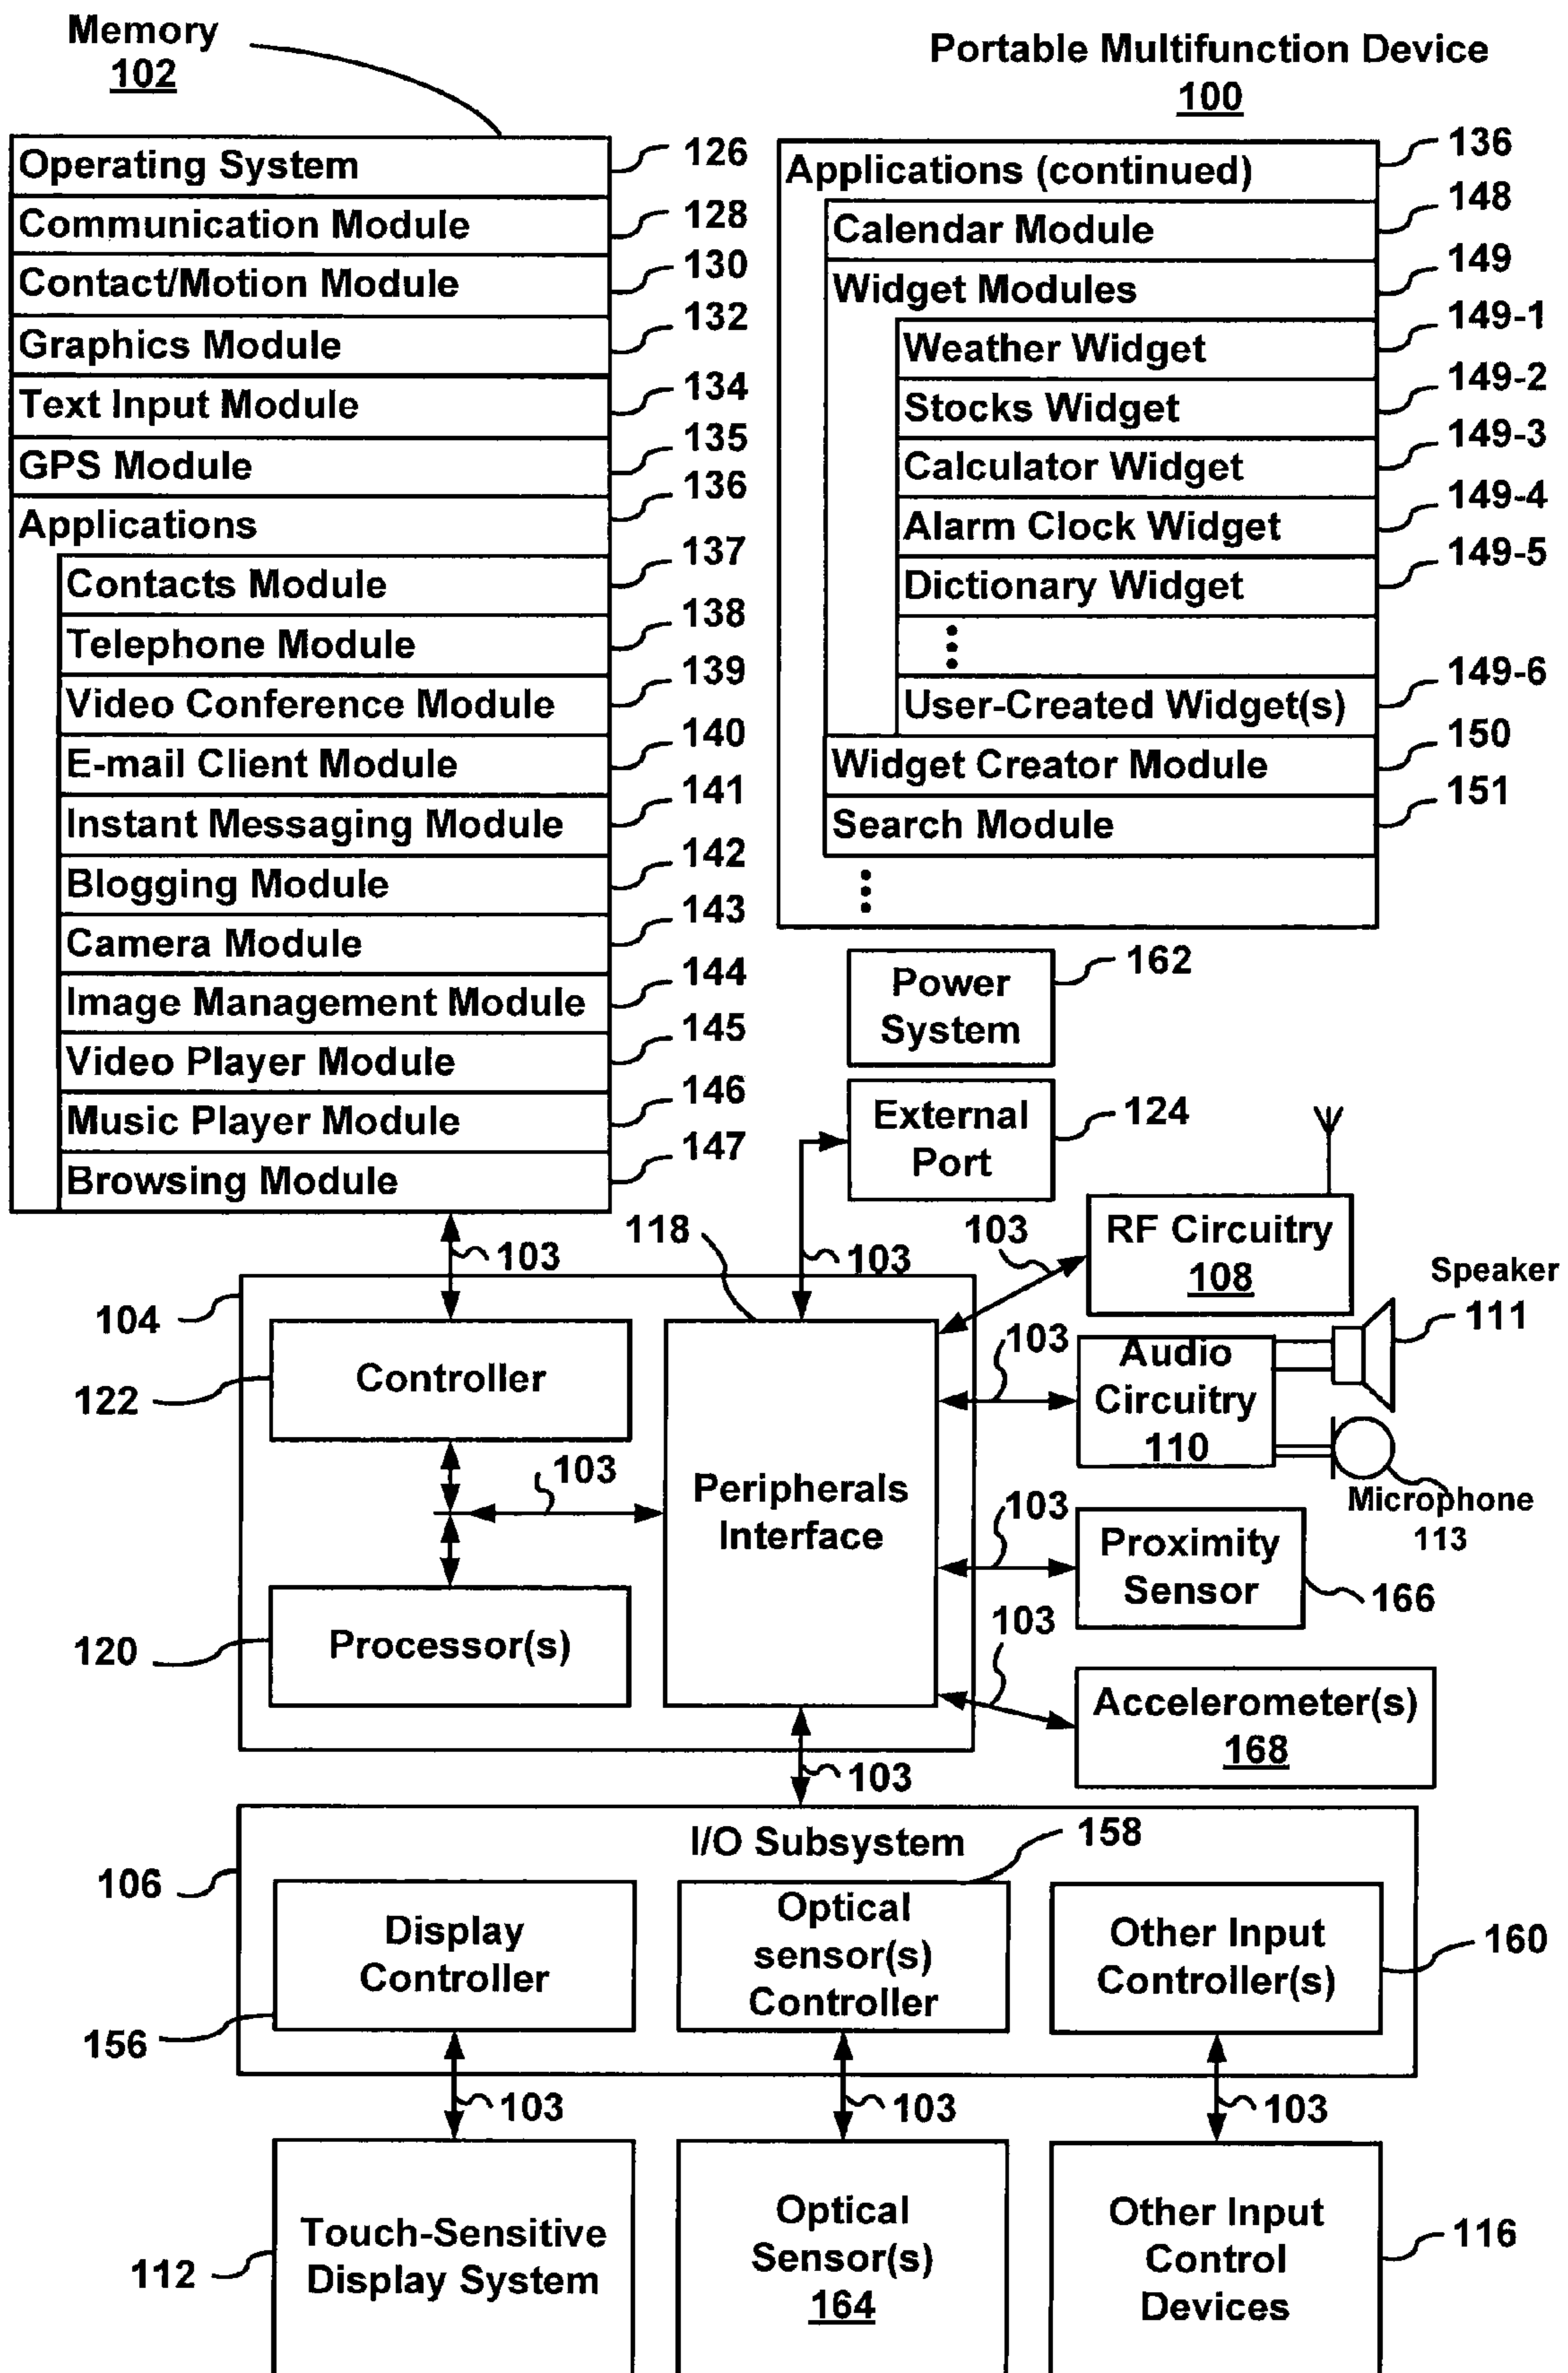 Memory
102
Portable Multifunction Device
100
Operating System
126
Communication Module
128
Contact/Motion Module
130
Graphics Module
132
Text Input Module
134
GPS Module
135
Applications
136
Contacts Module
137
Telephone Module
138
Video Conference Module
139
E-mail Client Module
140
Instant Messaging Module
141
Blogging Module
142
Camera Module
143
Image Management Module
144
Video Player Module
145
Music Player Module
146
Browsing Module
147
Applications (continued)
136
Calendar Module
148
Widget Modules
149
Weather Widget
149-1
Stocks Widget
149-2
Calculator Widget
149-3
Alarm Clock Widget
149-4
Dictionary Widget
149-5
User-Created Widget(s)
149-6
Widget Creator Module
150
Search Module
151
Power
System
162
External
Port
124
103
118
103
103
RF Circuitry
108
Speaker
111
104
Controller
122
103
Audio
Circuitry
110
103
Peripherals
Interface
Microphone
113
103
Proximity
Sensor
166
Processor(s)
120
103
Accelerometer(s)
168
103
I/O Subsystem
158
106
Display
Controller
156
Optical
sensor(s)
Controller
Other Input
Controller(s)
160
103
103
103
Touch-Sensitive
Display System
112
Optical
Sensor(s)
164
Other Input
Control
Devices
116